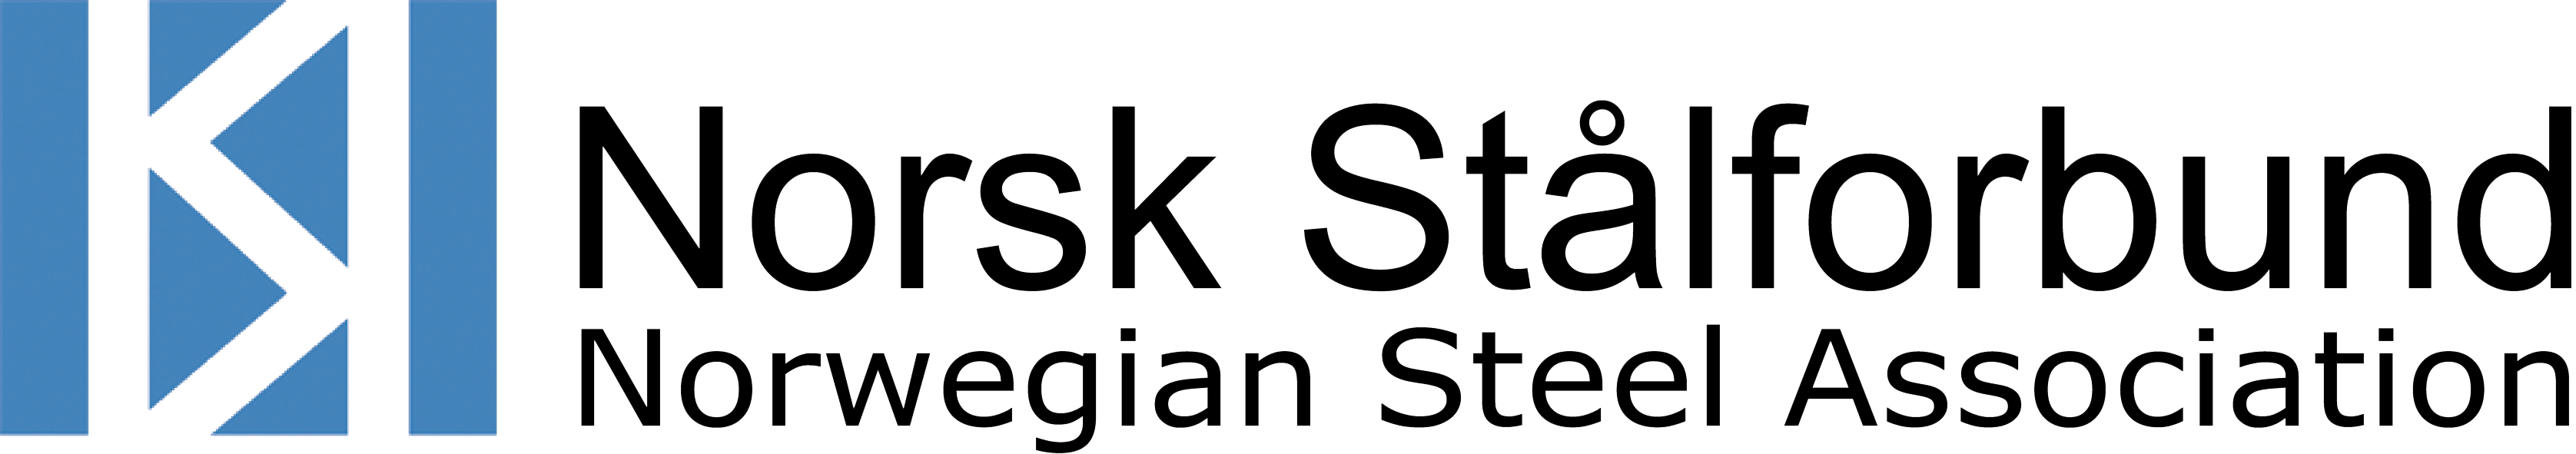 Norsk Stålforbund
Norwegian Steel Association